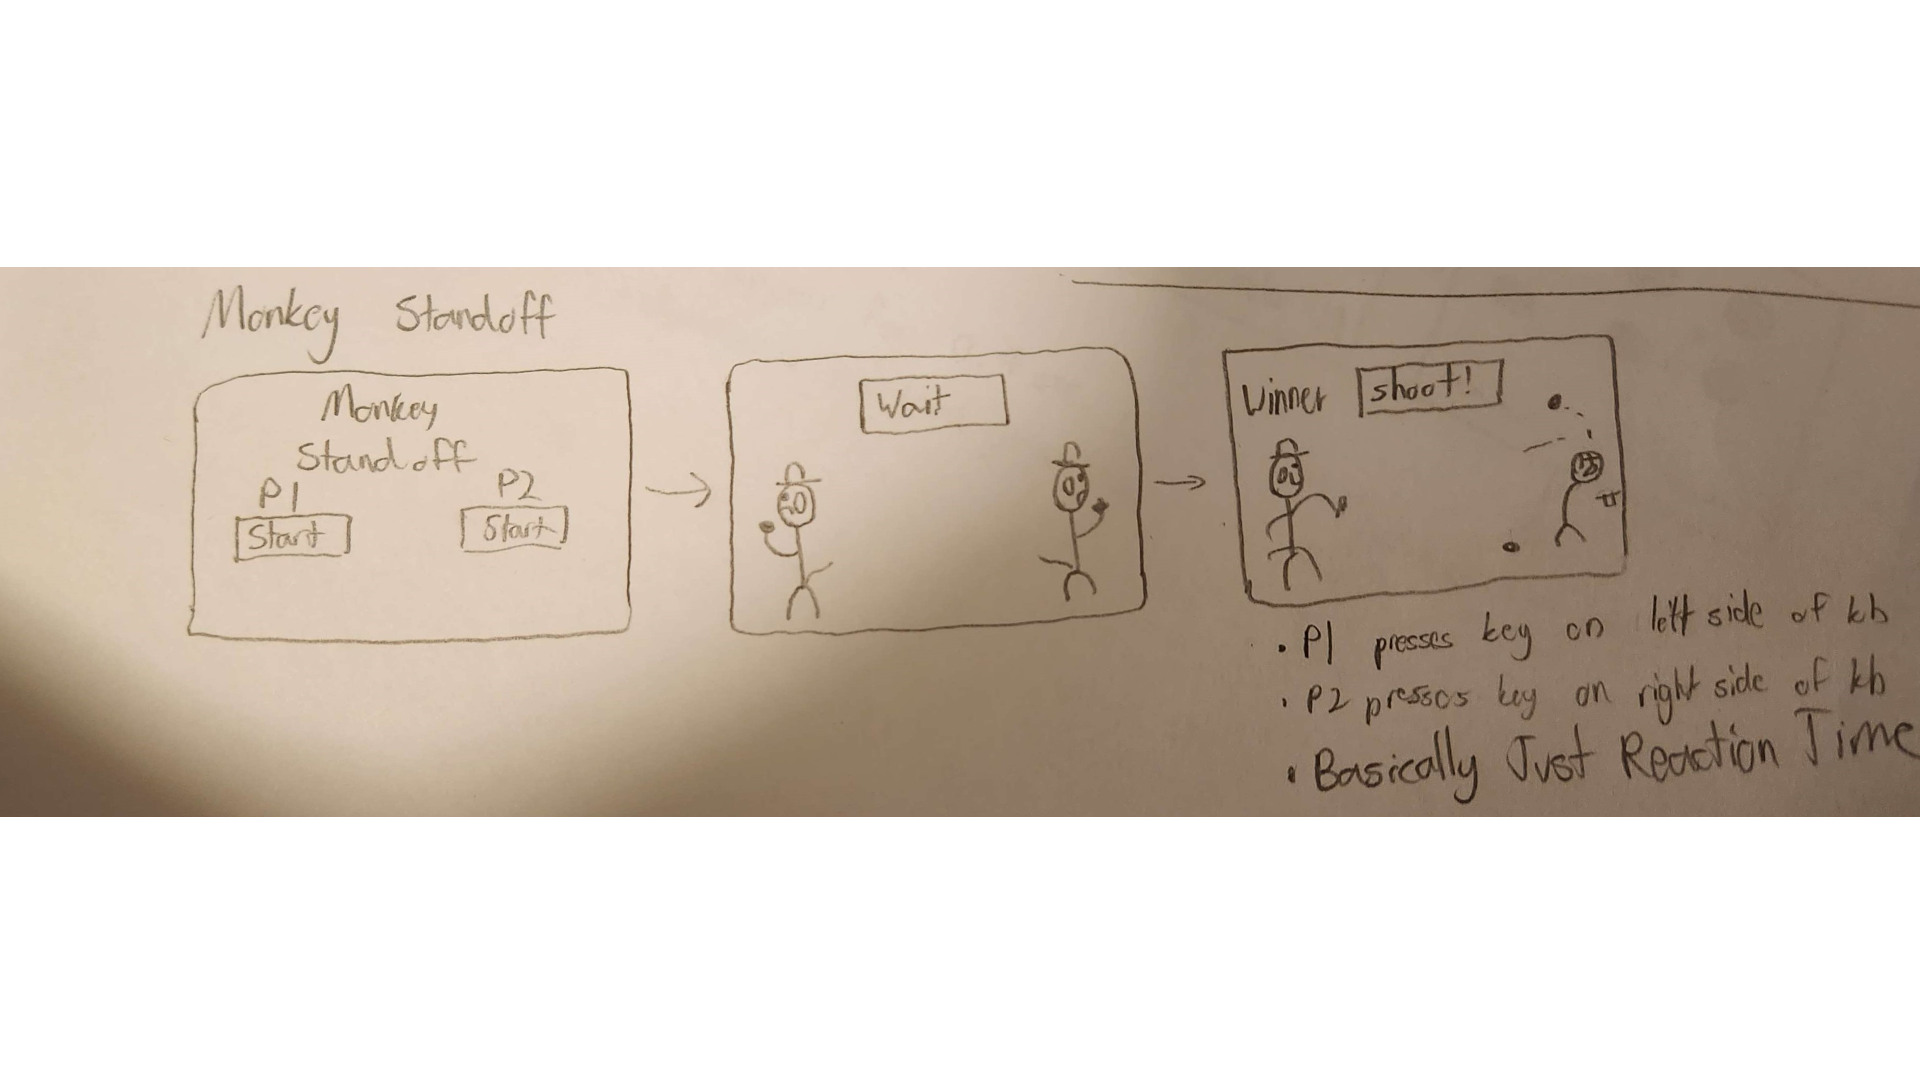 Monkey Standoff
Monkey
Standoff
P1
Start
P2
Start
Wait
Winner
shoot!
• P1 presses key on left side of kb
• P2 presses key on right side of kb
• Basically Just Reaction Time